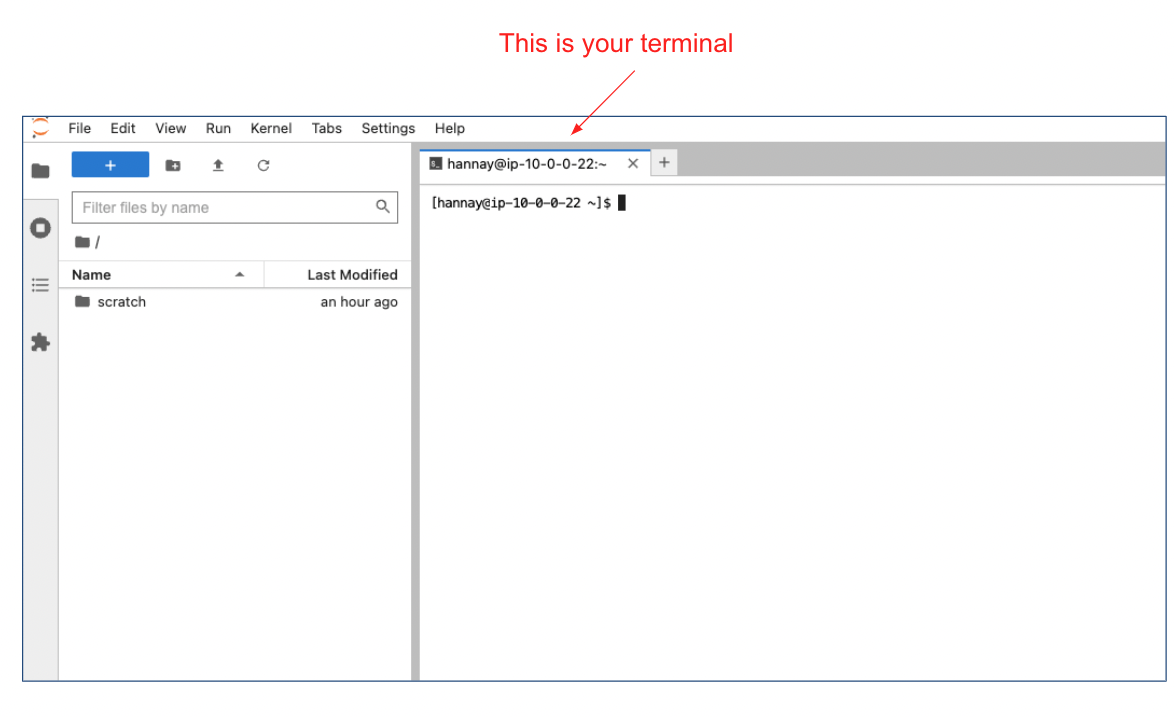 This is your terminal
File Edit View Run Kernel Tabs Settings Help
+
hannay@ip-10-0-0-22:~ × +
Filter files by name
[hannay@ip-10-0-0-22 ~]$
/
Name Last Modified
scratch an hour ago